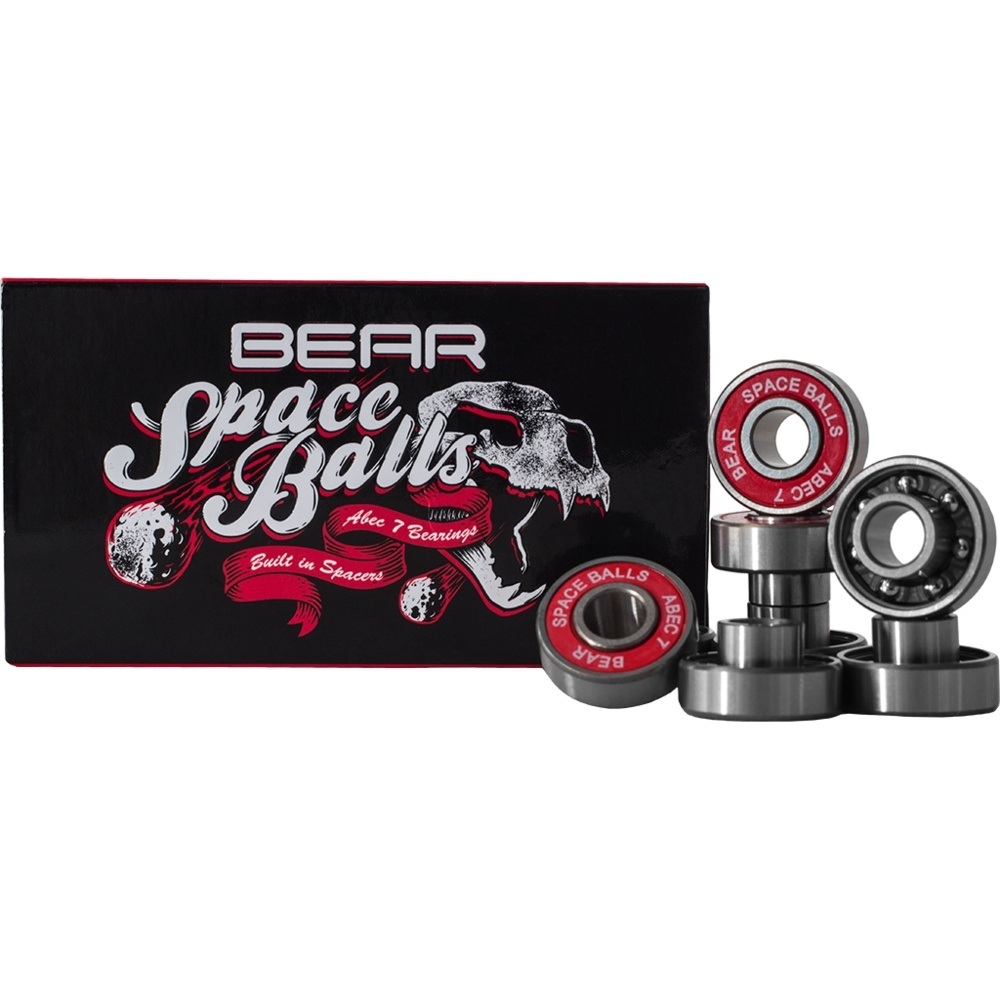 BEAR
Space
Balls
Abec 7 Bearings
Built in Spacers
SPACE BALLS
BEAR
ABEC 7
SPACE BALLS
ABEC 7
BEAR